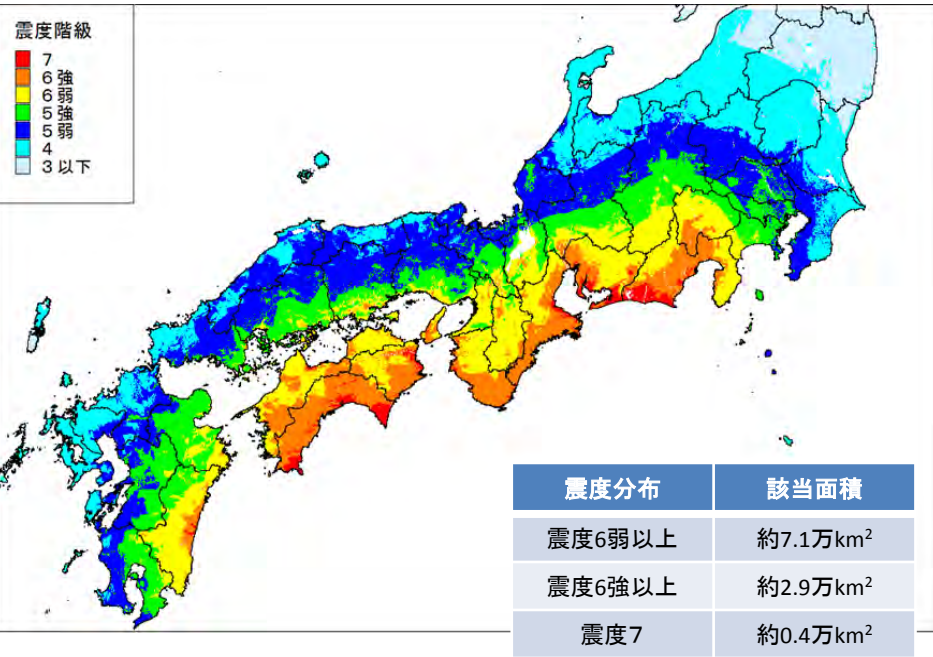 震度階級
7
6強
6弱
5強
5弱
4
3以下
震度分布 該当面積
震度6弱以上 約7.1万km²
震度6強以上 約2.9万km²
震度7 約0.4万km²